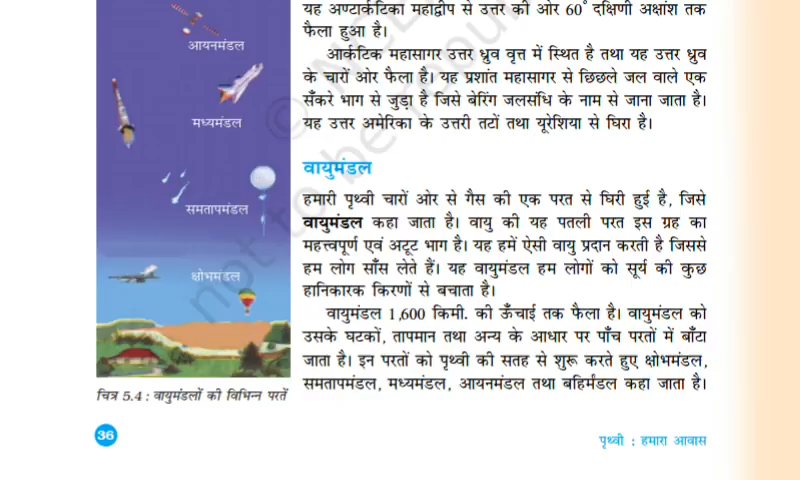 आयनमंडल
मध्यमंडल
समतापमंडल
क्षोभमंडल
चित्र 5.4 : वायुमंडलों की विभिन्न परतें
यह अण्टार्कटिका महाद्वीप से उत्तर की ओर 60° दक्षिणी अक्षांश तक
फैला हुआ है।
आर्कटिक महासागर उत्तर ध्रुव वृत्त में स्थित है तथा यह उत्तर ध्रुव
के चारों ओर फैला है। यह प्रशांत महासागर से छिछले जल वाले एक
सँकरे भाग से जुड़ा है जिसे बेरिंग जलसंधि के नाम से जाना जाता है।
यह उत्तर अमेरिका के उत्तरी तटों तथा यूरेशिया से घिरा है।
वायुमंडल
हमारी पृथ्वी चारों ओर से गैस की एक परत से घिरी हुई है, जिसे
वायुमंडल कहा जाता है। वायु की यह पतली परत इस ग्रह का
महत्त्वपूर्ण एवं अटूट भाग है। यह हमें ऐसी वायु प्रदान करती है जिससे
हम लोग साँस लेते हैं। यह वायुमंडल हम लोगों को सूर्य की कुछ
हानिकारक किरणों से बचाता है।
वायुमंडल 1,600 किमी. की ऊँचाई तक फैला है। वायुमंडल को
उसके घटकों, तापमान तथा अन्य के आधार पर पाँच परतों में बाँटा
जाता है। इन परतों को पृथ्वी की सतह से शुरू करते हुए क्षोभमंडल,
समतापमंडल, मध्यमंडल, आयनमंडल तथा बहिर्मंडल कहा जाता है।
36
पृथ्वी : हमारा आवास